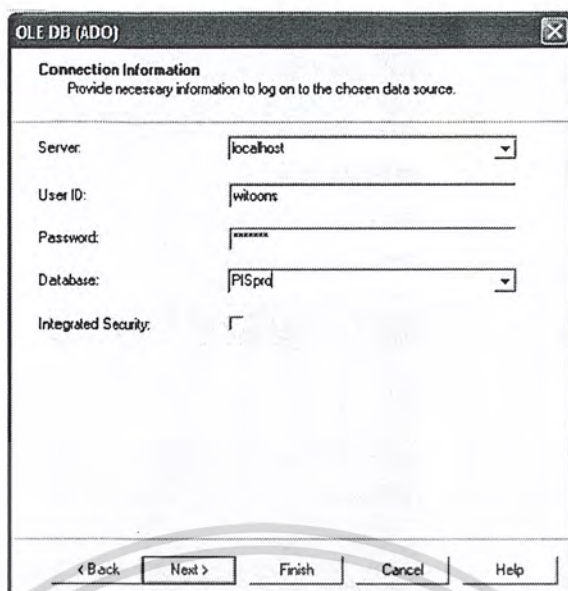 OLE DB (ADO)
Connection Information
Provide necessary information to log on to the chosen data source.
Server: localhost
User ID: witoons
Password: *******
Database: PISpro
Integrated Security:
< Back Next > Finish Cancel Help